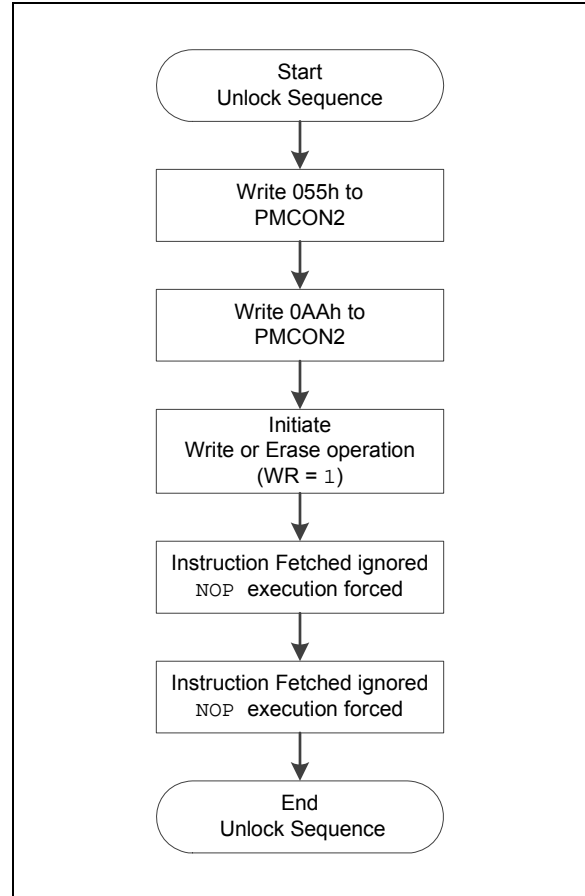 Start
Unlock Sequence
Write 055h to
PMCON2
Write 0AAh to
PMCON2
Initiate
Write or Erase operation
(WR = 1)
Instruction Fetched ignored
NOP execution forced
Instruction Fetched ignored
NOP execution forced
End
Unlock Sequence